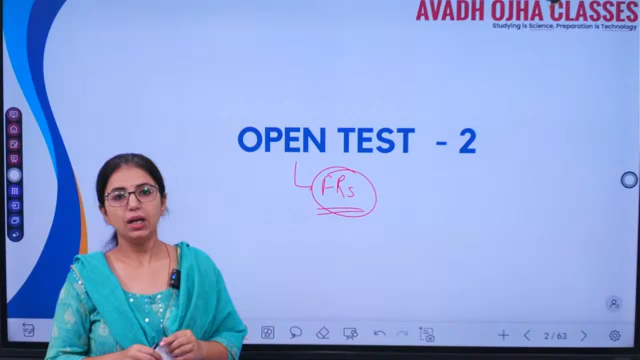 AVADH OJHA CLASSES
Studying is Science, Preparation is Technology
OPEN TEST - 2
FRs
2/63